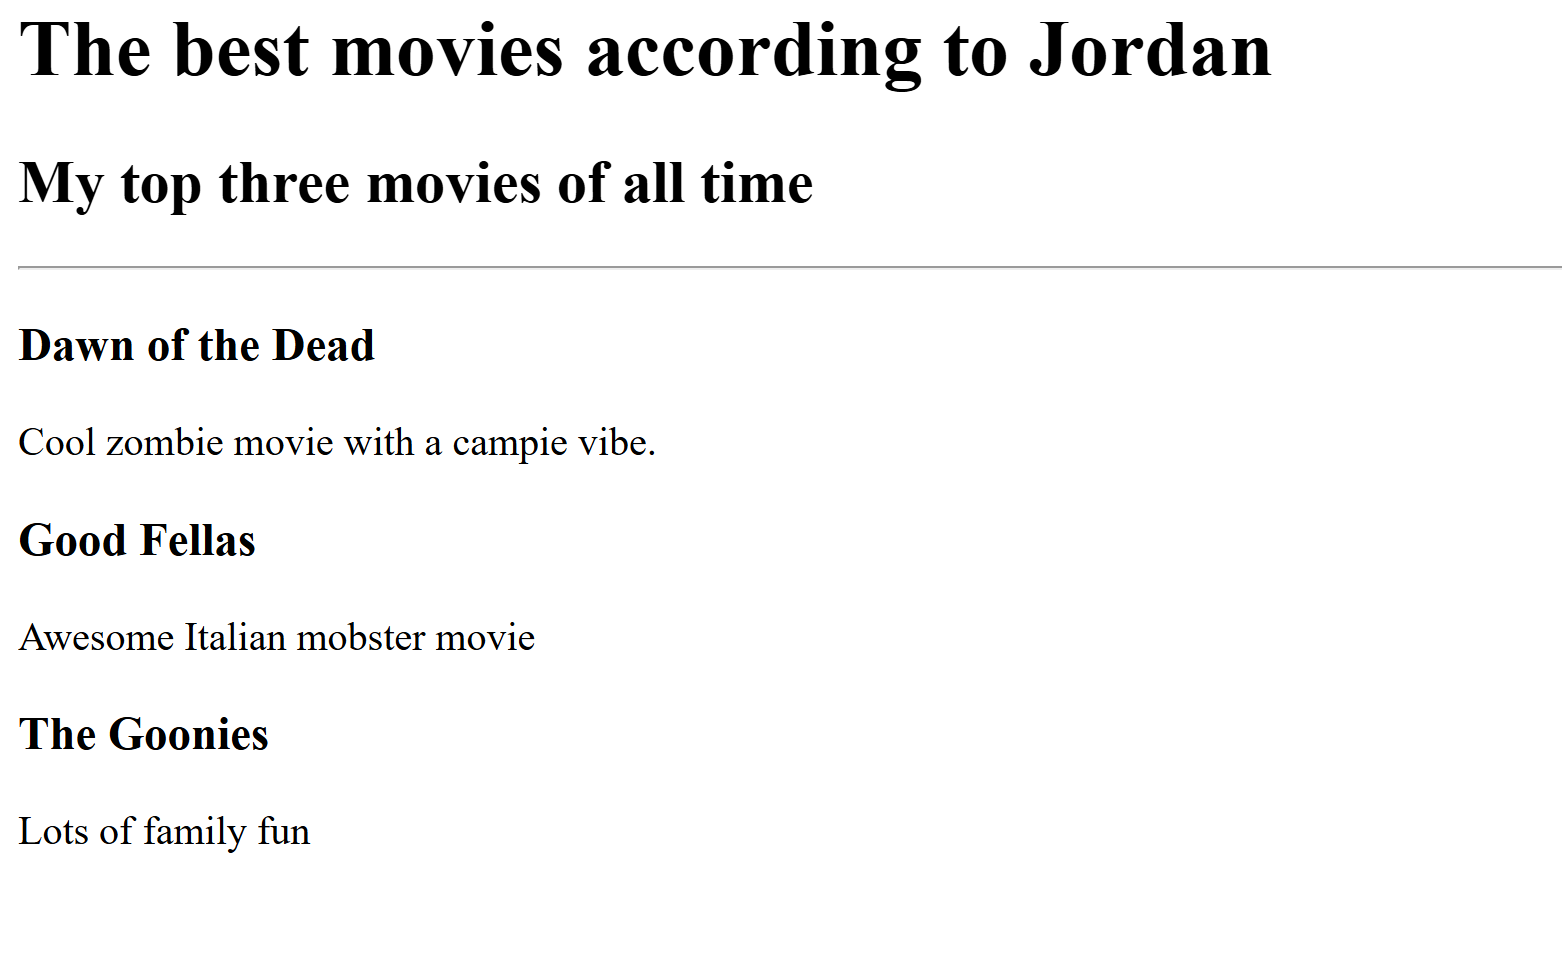 The best movies according to Jordan
My top three movies of all time
Dawn of the Dead
Cool zombie movie with a campie vibe.
Good Fellas
Awesome Italian mobster movie
The Goonies
Lots of family fun